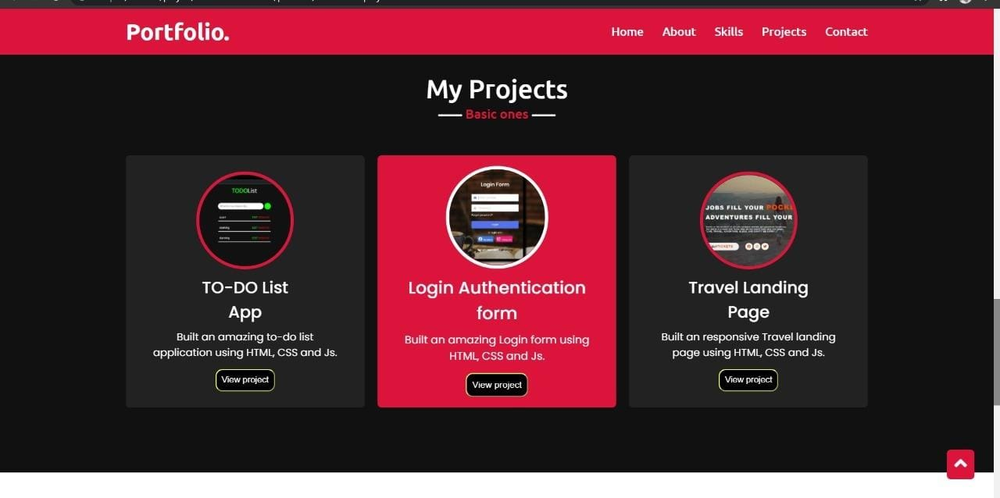 Portfolio.
Home About Skills Projects Contact
My Projects
Basic ones
TODOList
TO-DO List
App
Built an amazing to-do list
application using HTML, CSS and Js.
View project
Login Form
Login
Login Authentication
form
Built an amazing Login form using
HTML, CSS and Js.
View project
JOBS FILL YOUR POCKE
ADVENTURES FILL YOUR
Travel Landing
Page
Built an responsive Travel landing
page using HTML, CSS and Js.
View project